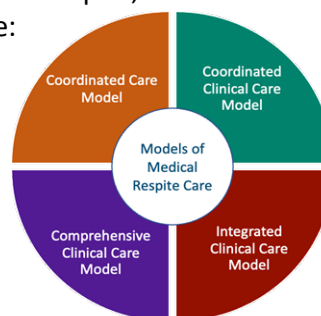 e:
Coordinated Care
Model
Coordinated
Clinical Care
Model
Models of
Medical
Respite Care
Comprehensive
Clinical Care
Model
Integrated
Clinical Care
Model